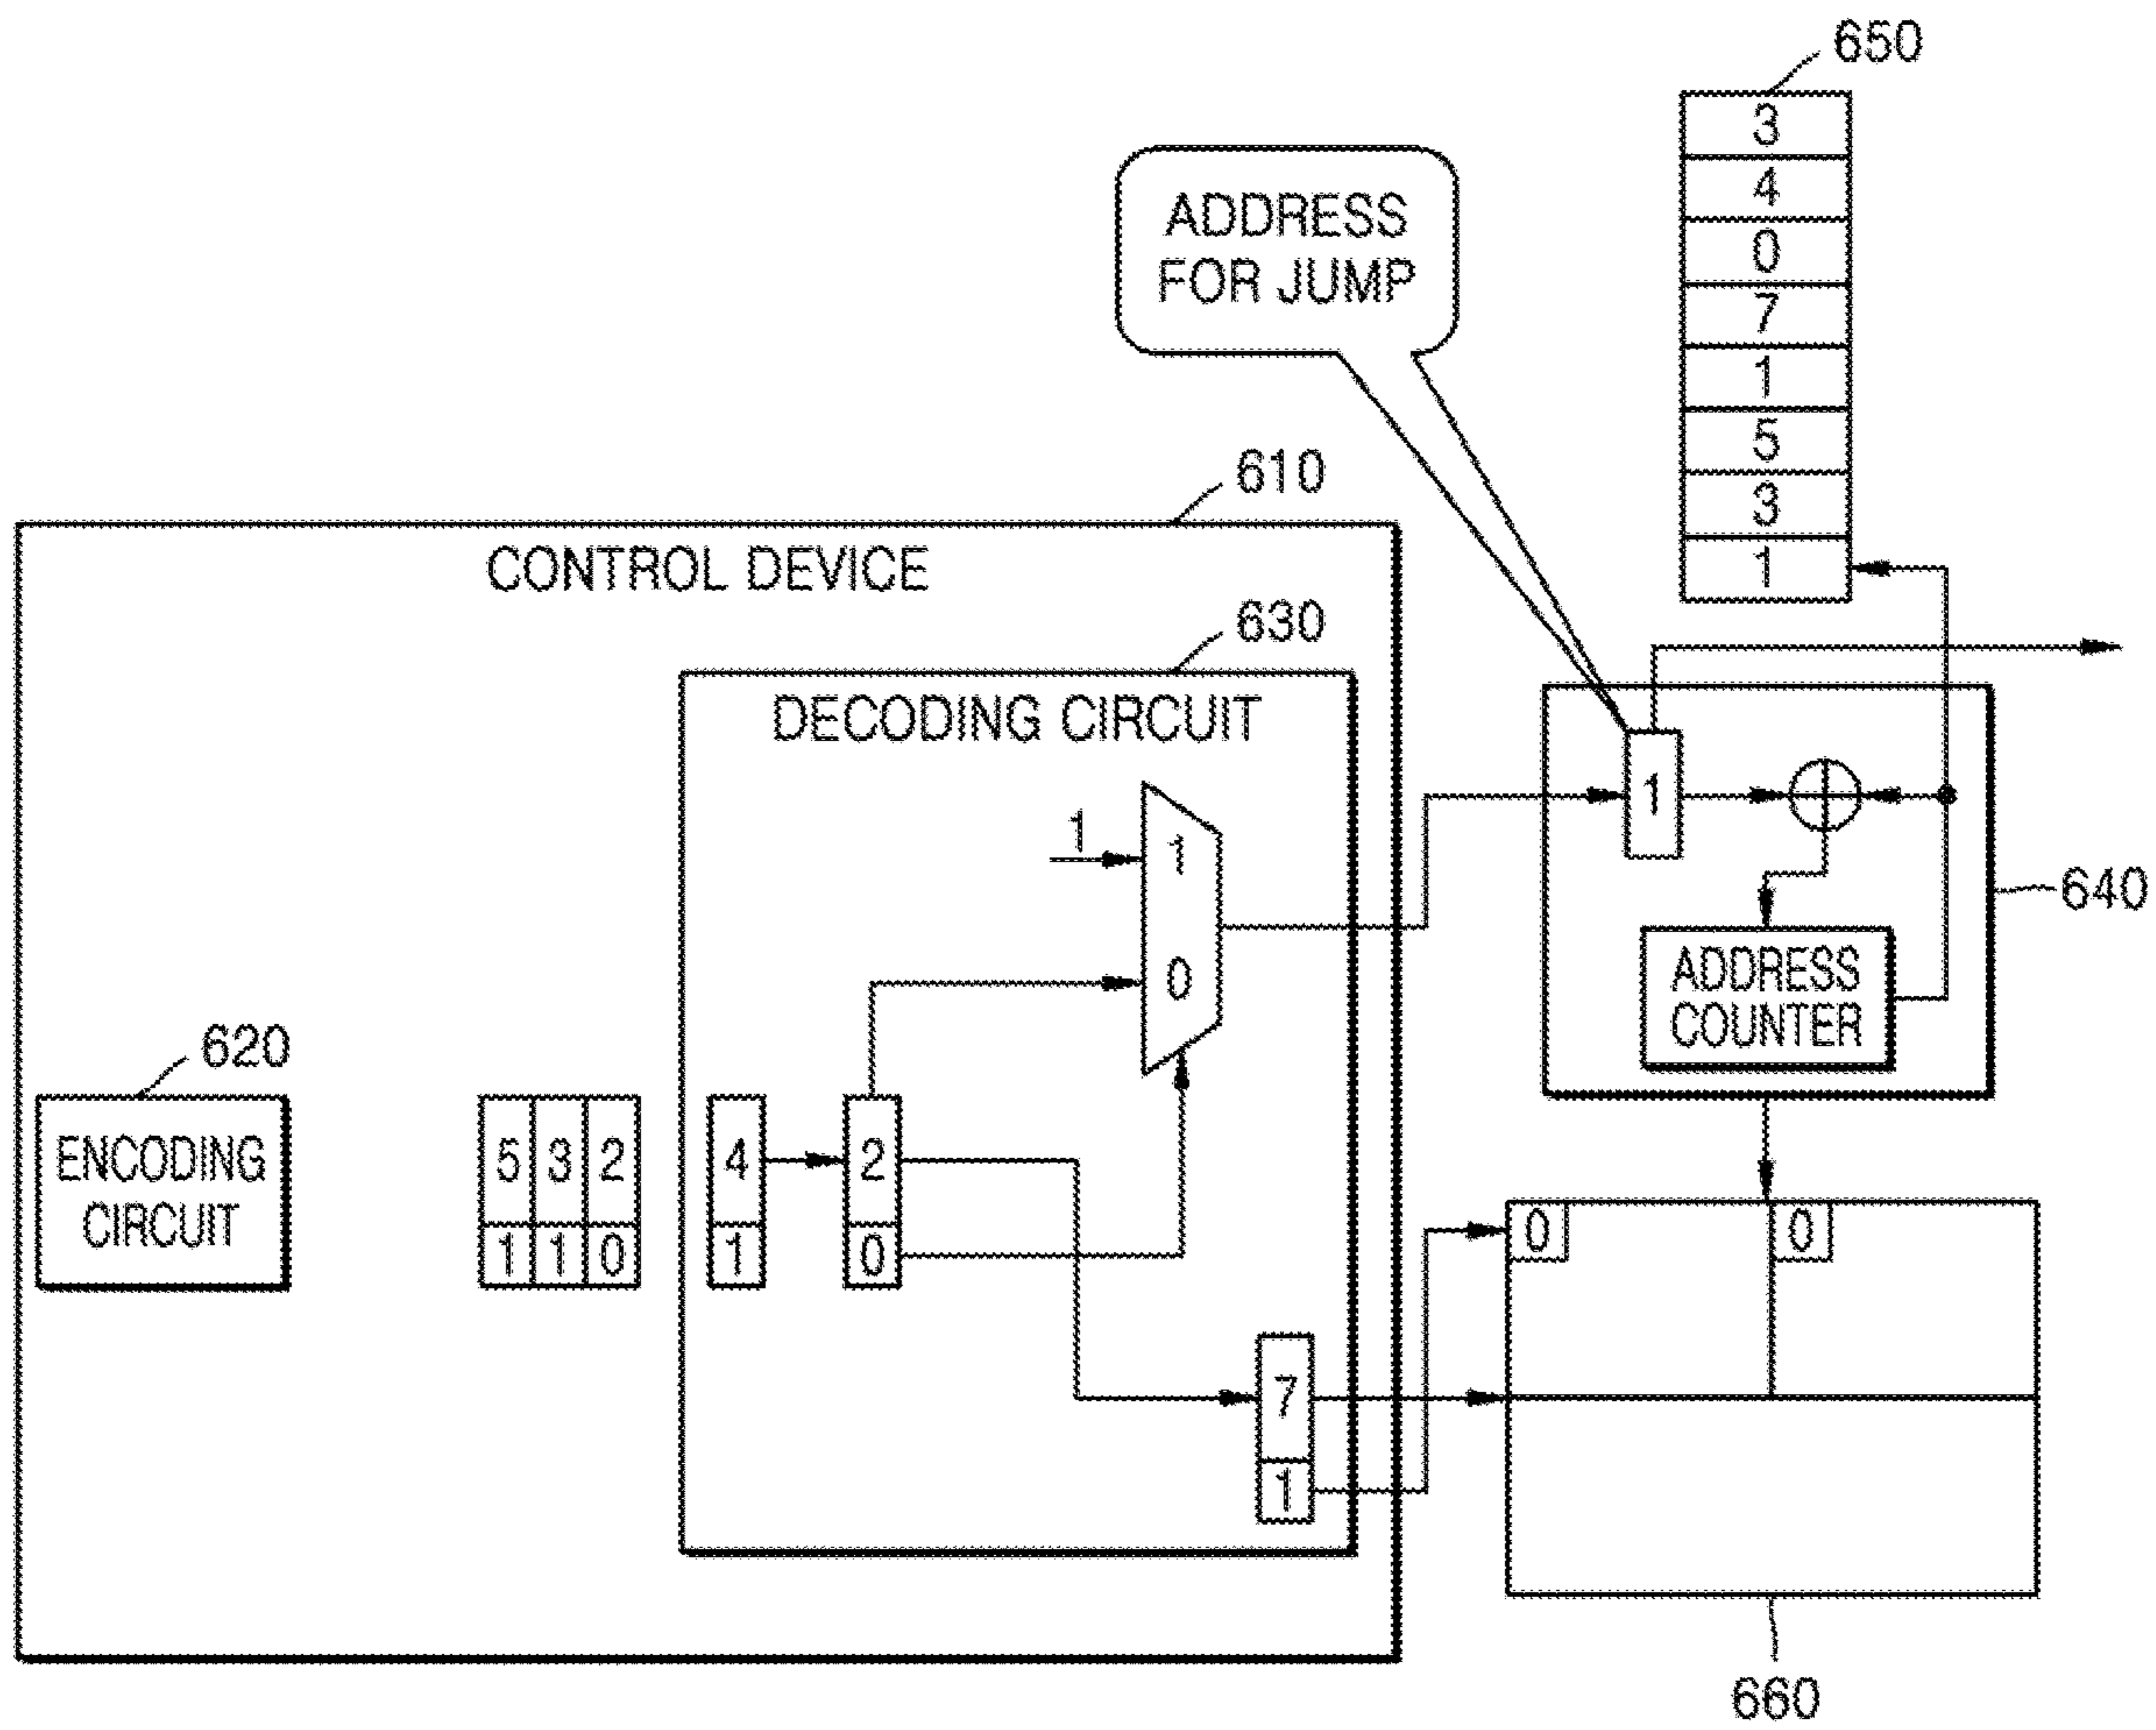 650
3
4
0
7
1
5
3
1
ADDRESS
FOR JUMP
610
CONTROL DEVICE
630
DECODING CIRCUIT
1
1
0
1
640
ADDRESS
COUNTER
620
ENCODING
CIRCUIT
5 3 2
1 1 0
4
1
2
0
7
1
0
0
660